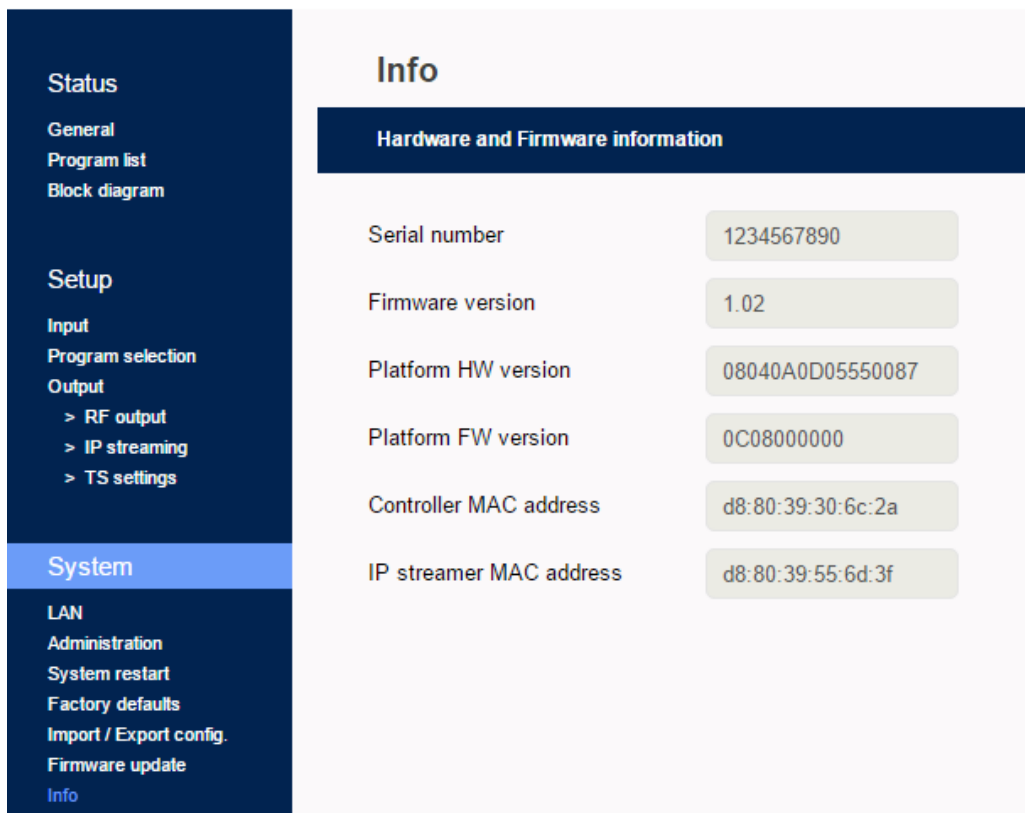 Status
General
Program list
Block diagram
Setup
Input
Program selection
Output
> RF output
> IP streaming
> TS settings
System
LAN
Administration
System restart
Factory defaults
Import / Export config.
Firmware update
Info
Info
Hardware and Firmware information
Serial number 1234567890
Firmware version 1.02
Platform HW version 08040A0D05550087
Platform FW version 0C08000000
Controller MAC address d8:80:39:30:6c:2a
IP streamer MAC address d8:80:39:55:6d:3f